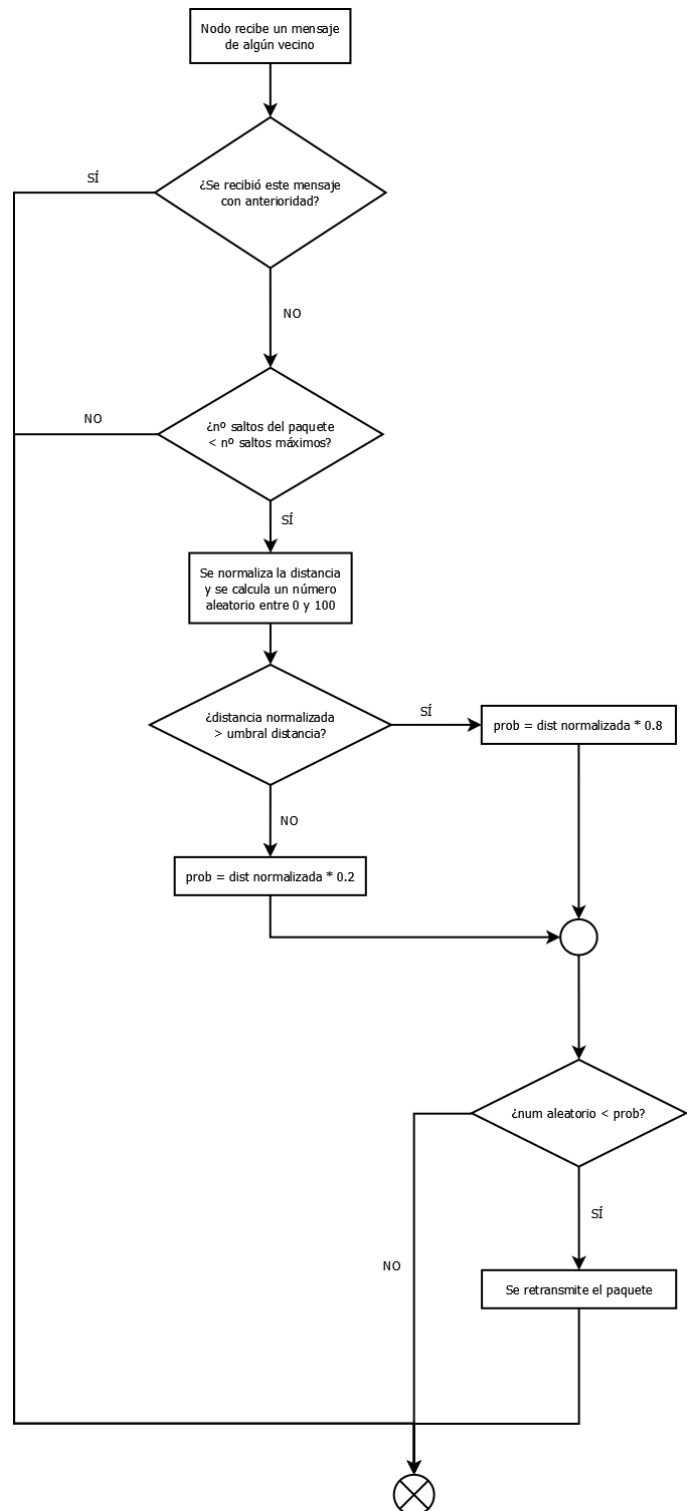 Nodo recibe un mensaje
de algún vecino
¿Se recibió este mensaje
con anterioridad?
SÍ
NO
¿nº saltos del paquete
< nº saltos máximos?
NO
SÍ
Se normaliza la distancia
y se calcula un número
aleatorio entre 0 y 100
¿distancia normalizada
> umbral distancia?
SÍ
prob = dist normalizada * 0.8
NO
prob = dist normalizada * 0.2
¿num aleatorio < prob?
SÍ
NO
Se retransmite el paquete